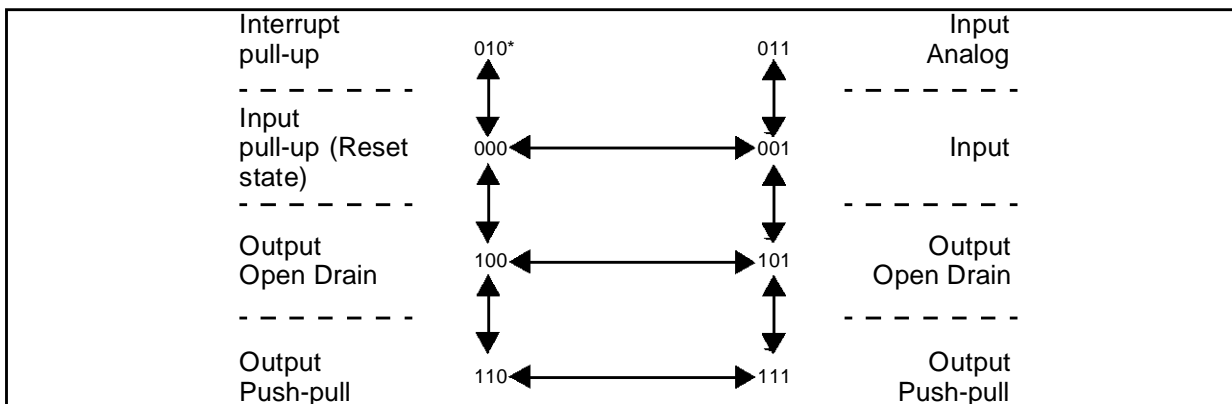 Interrupt
pull-up
010*
011
Input
Analog
Input
pull-up (Reset
state)
000
001
Input
Output
Open Drain
100
101
Output
Open Drain
Output
Push-pull
110
111
Output
Push-pull